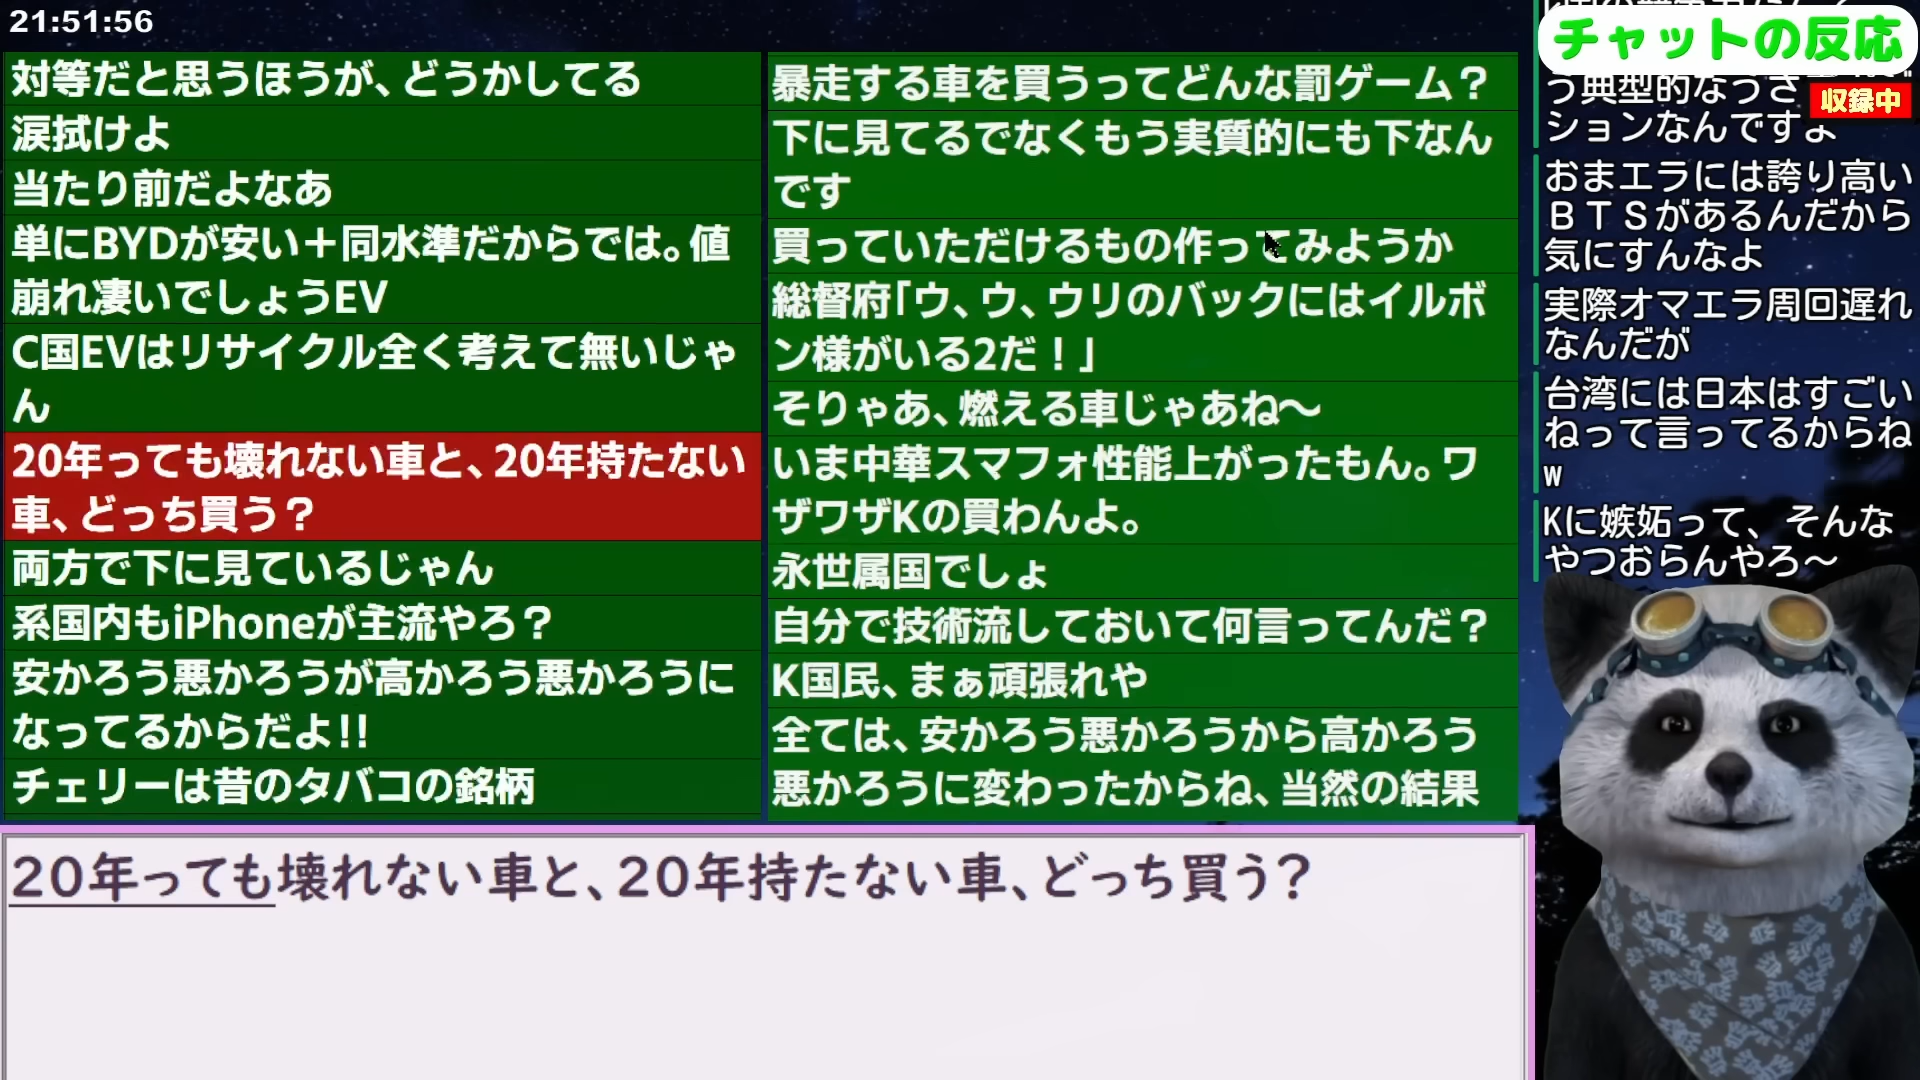 21:51:56
対等だと思うほうが、どうかしてる
涙拭けよ
当たり前だよなあ
単にBYDが安い＋同水準だからでは。値
崩れ凄いでしょうEV
C国EVはリサイクル全く考えて無いじゃ
ん
20年っても壊れない車と、20年持たない
車、どっち買う？
両方で下に見ているじゃん
系国内もiPhoneが主流やろ？
安かろう悪かろうが高かろう悪かろうに
なってるからだよ!!
チェリーは昔のタバコの銘柄
暴走する車を買うってどんな罰ゲーム？
下に見てるでなくもう実質的にも下なん
です
買っていただけるもの作ってみようか
総督府「ウ、ウ、ウリのバックにはイルボ
ン様がいる2だ！」
そりゃあ、燃える車じゃあね～
いま中華スマフォ性能上がったもん。ワ
ザワザKの買わんよ。
永世属国でしょ
自分で技術流しておいて何言ってんだ？
K国民、まぁ頑張れや
全ては、安かろう悪かろうから高かろう
悪かろうに変わったからね、当然の結果
チャットの反応
収録中
う典型的なうさ
ションなんですよ
おまエラには誇り高い
ＢＴＳがあるんだから
気にすんなよ
実際オマエラ周回遅れ
なんだが
台湾には日本はすごい
ねって言ってるからね
w
Kに嫉妬って、そんな
やつおらんやろ～
20年っても壊れない車と、20年持たない車、どっち買う？